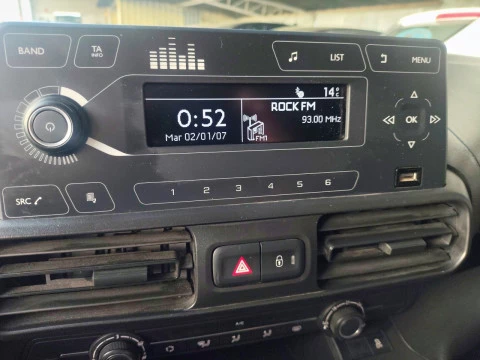 BAND
TA
INFO
LIST
MENU
14°C
0:52
ROCK FM
93.00 MHz
Mar 02/01/07
FM1
OK
SRC
1 2 3 4 5 6